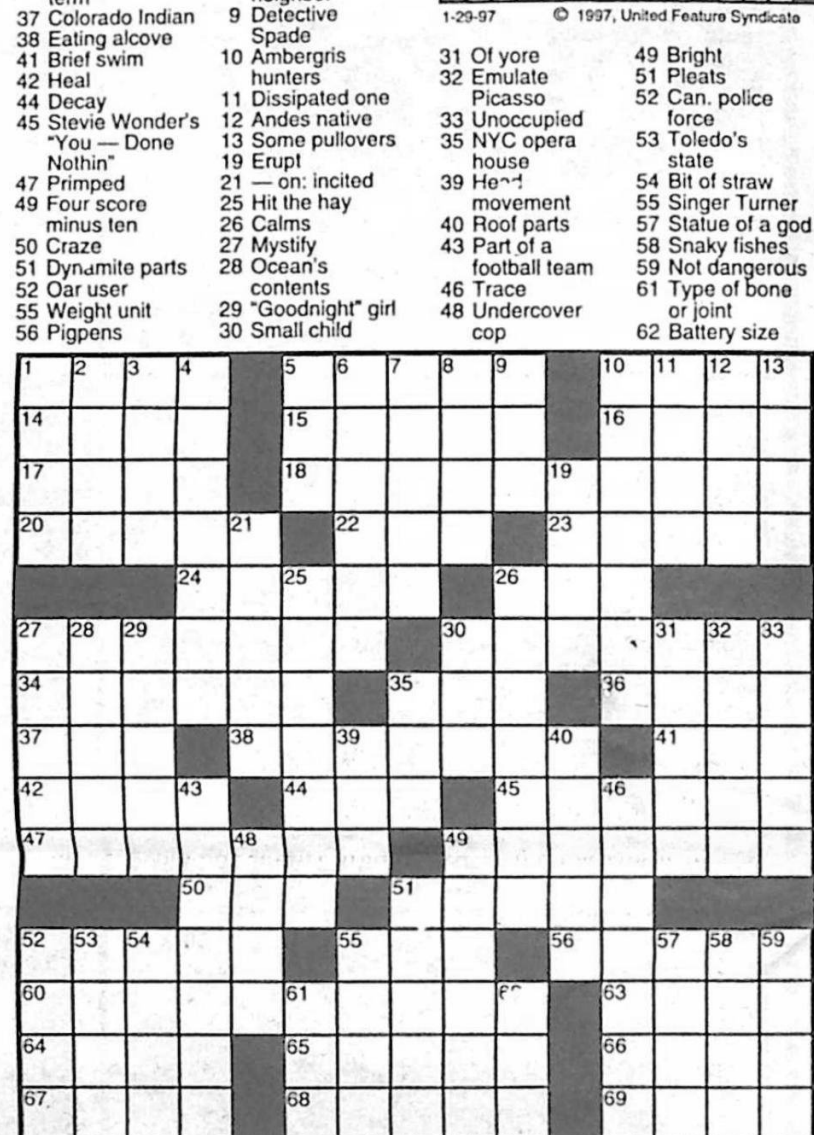 term
37 Colorado Indian
38 Eating alcove
41 Brief swim
42 Heal
44 Decay
45 Stevie Wonder's
"You — Done
Nothin"
47 Primped
49 Four score
minus ten
50 Craze
51 Dynamite parts
52 Oar user
55 Weight unit
56 Pigpens
9 Detective
Spade
10 Ambergris
hunters
11 Dissipated one
12 Andes native
13 Some pullovers
19 Erupt
21 — on: incited
25 Hit the hay
26 Calms
27 Mystify
28 Ocean's
contents
29 "Goodnight" girl
30 Small child
1-29-97 © 1997, United Feature Syndicate
31 Of yore
32 Emulate
Picasso
33 Unoccupied
35 NYC opera
house
39 Head
movement
40 Roof parts
43 Part of a
football team
46 Trace
48 Undercover
cop
49 Bright
51 Pleats
52 Can. police
force
53 Toledo's
state
54 Bit of straw
55 Singer Turner
57 Statue of a god
58 Snaky fishes
59 Not dangerous
61 Type of bone
or joint
62 Battery size
1 2 3 4 5 6 7 8 9 10 11 12 13
14 15 16
17 18 19
20 21 22 23
24 25 26
27 28 29 30 31 32 33
34 35 36
37 38 39 40 41
42 43 44 45 46
47 48 49
50 51
52 53 54 55 56 57 58 59
60 61 63
64 65 66
67 68 69